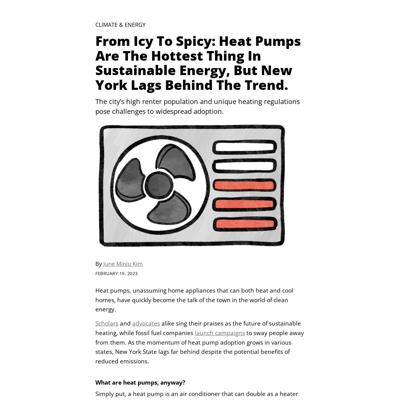 CLIMATE & ENERGY
From Icy To Spicy: Heat Pumps
Are The Hottest Thing In
Sustainable Energy, But New
York Lags Behind The Trend.
The city's high renter population and unique heating regulations
pose challenges to widespread adoption.
By June Minju Kim
FEBRUARY 19, 2023
Heat pumps, unassuming home appliances that can both heat and cool
homes, have quickly become the talk of the town in the world of clean
energy.
Scholars and advocates alike sing their praises as the future of sustainable
heating, while fossil fuel companies launch campaigns to sway people away
from them. As the momentum of heat pump adoption grows in various
states, New York State lags far behind despite the potential benefits of
reduced emissions.
What are heat pumps, anyway?
Simply put, a heat pump is an air conditioner that can double as a heater